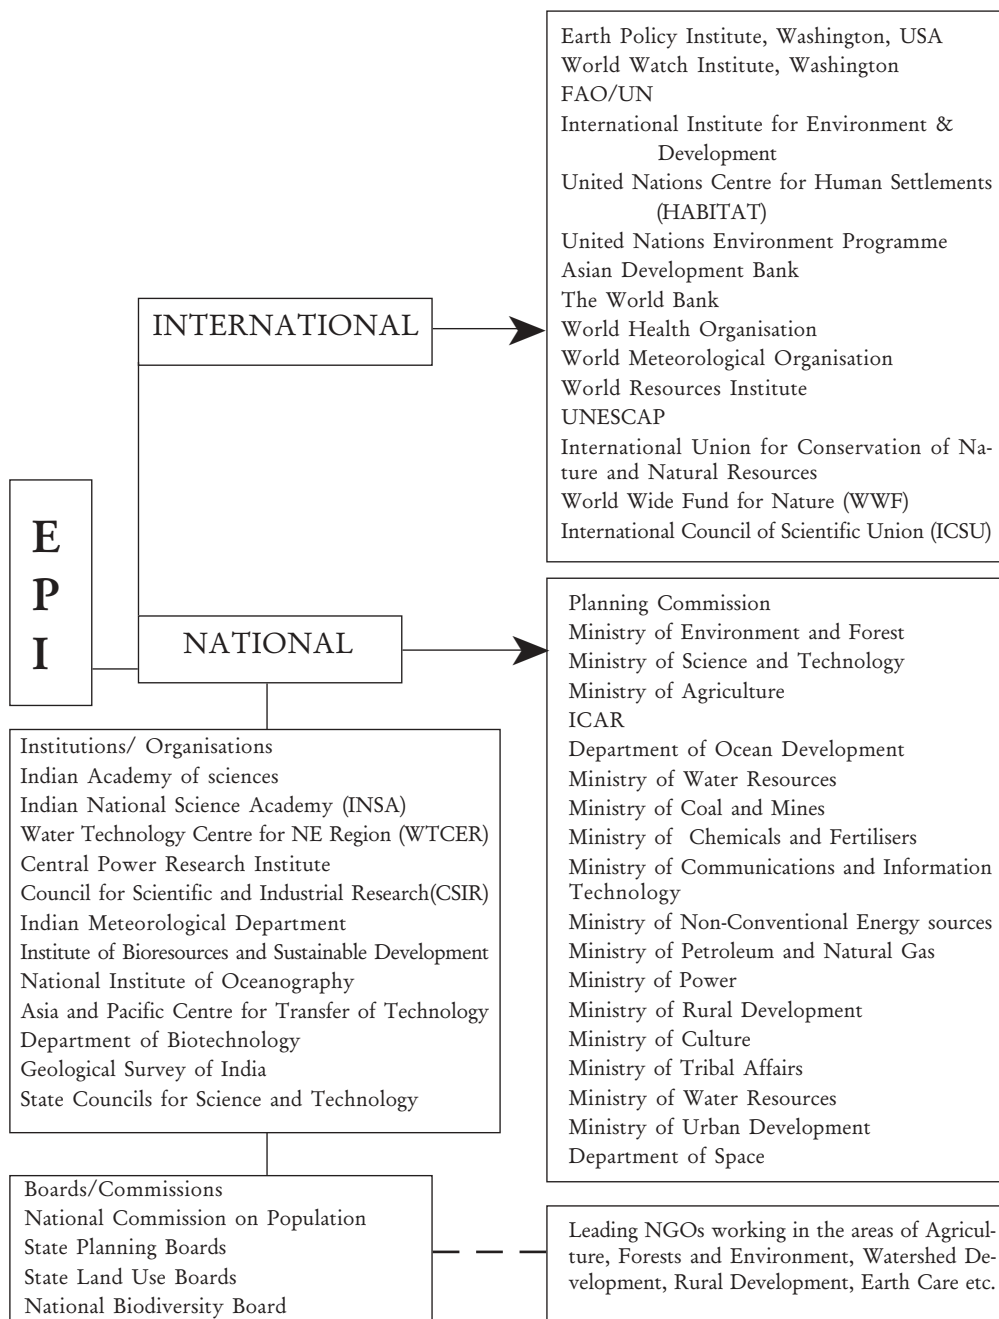 Earth Policy Institute, Washington, USA
World Watch Institute, Washington
FAO/UN
International Institute for Environment &
Development
United Nations Centre for Human Settlements
(HABITAT)
United Nations Environment Programme
Asian Development Bank
The World Bank
World Health Organisation
World Meteorological Organisation
World Resources Institute
UNESCAP
International Union for Conservation of Na-
ture and Natural Resources
World Wide Fund for Nature (WWF)
International Council of Scientific Union (ICSU)
INTERNATIONAL
E
P
I
NATIONAL
Planning Commission
Ministry of Environment and Forest
Ministry of Science and Technology
Ministry of Agriculture
ICAR
Department of Ocean Development
Ministry of Water Resources
Ministry of Coal and Mines
Ministry of Chemicals and Fertilisers
Ministry of Communications and Information
Technology
Ministry of Non-Conventional Energy sources
Ministry of Petroleum and Natural Gas
Ministry of Power
Ministry of Rural Development
Ministry of Culture
Ministry of Tribal Affairs
Ministry of Water Resources
Ministry of Urban Development
Department of Space
Institutions/ Organisations
Indian Academy of sciences
Indian National Science Academy (INSA)
Water Technology Centre for NE Region (WTCER)
Central Power Research Institute
Council for Scientific and Industrial Research(CSIR)
Indian Meteorological Department
Institute of Bioresources and Sustainable Development
National Institute of Oceanography
Asia and Pacific Centre for Transfer of Technology
Department of Biotechnology
Geological Survey of India
State Councils for Science and Technology
Boards/Commissions
National Commission on Population
State Planning Boards
State Land Use Boards
National Biodiversity Board
Leading NGOs working in the areas of Agricul-
ture, Forests and Environment, Watershed De-
velopment, Rural Development, Earth Care etc.